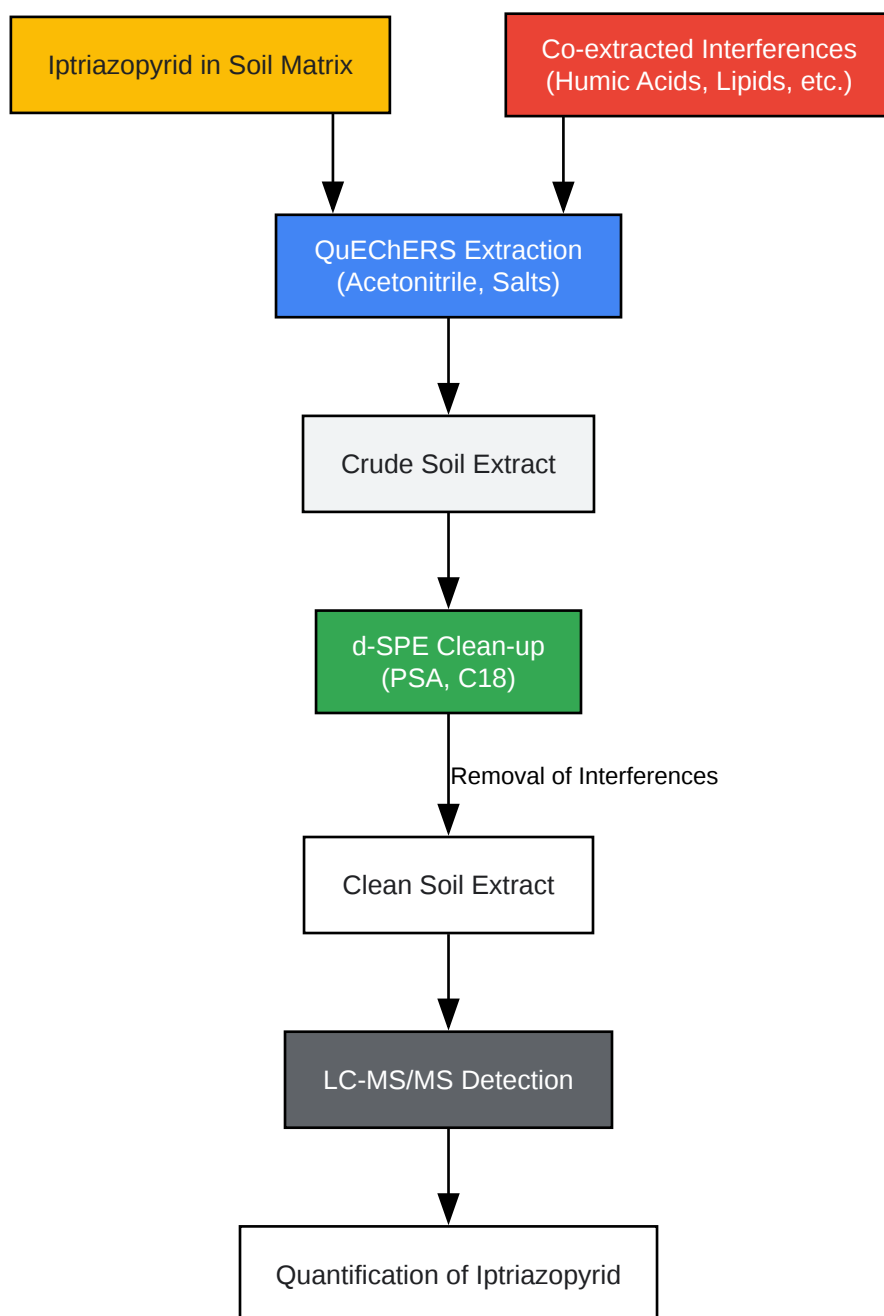 Iptriazopyrid in Soil Matrix
Co-extracted Interferences
(Humic Acids, Lipids, etc.)
QuEChERS Extraction
(Acetonitrile, Salts)
Crude Soil Extract
d-SPE Clean-up
(PSA, C18)
Removal of Interferences
Clean Soil Extract
LC-MS/MS Detection
Quantification of Iptriazopyrid